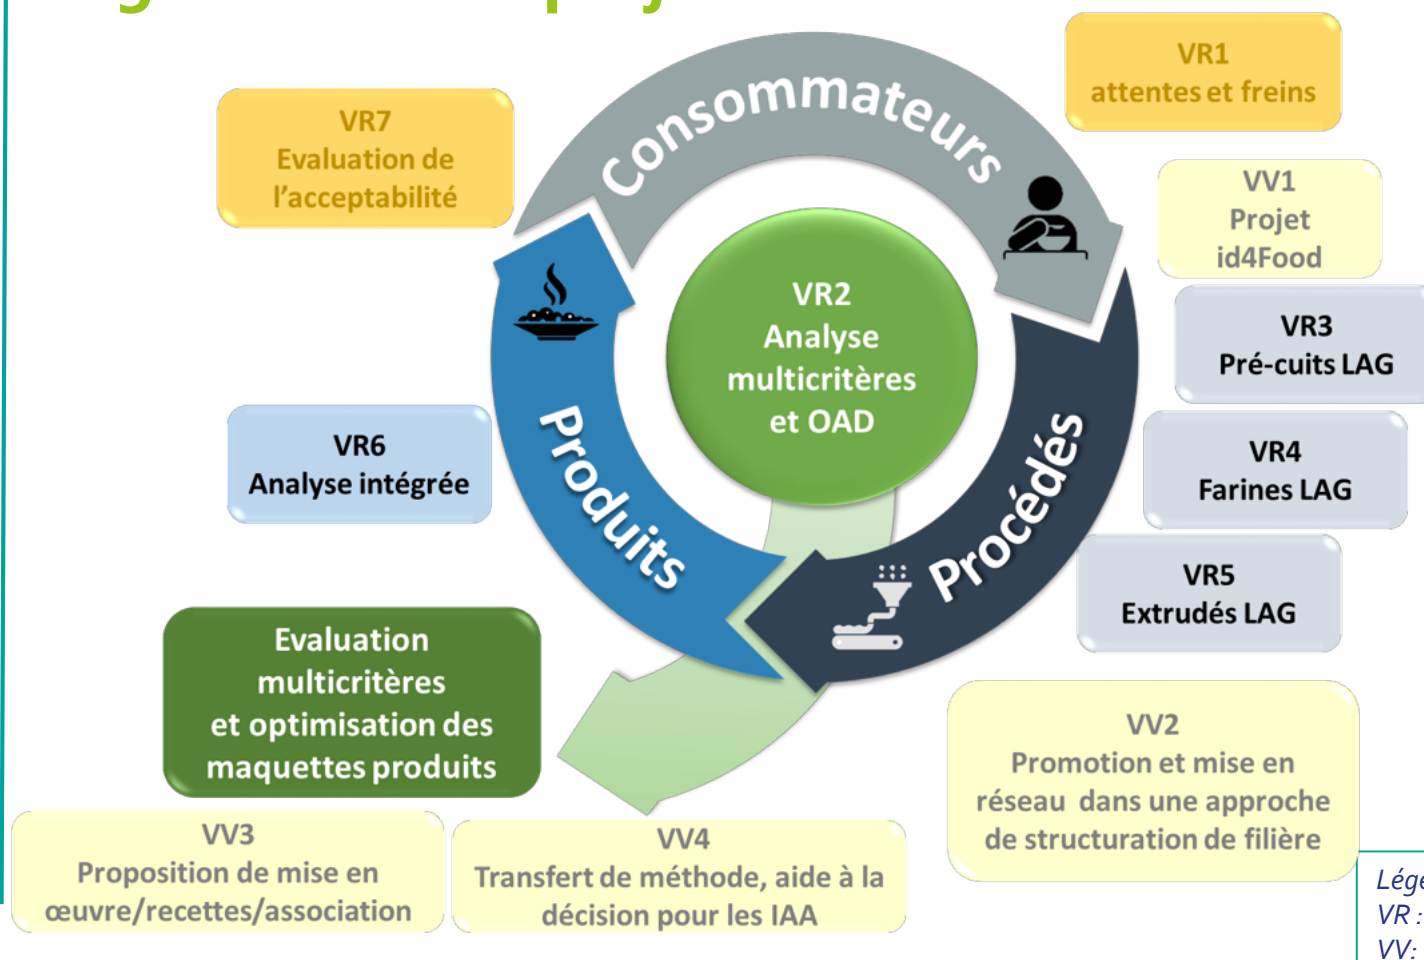 VR1
attentes et freins
VR7
Evaluation de
l'acceptabilité
Consommateurs
VV1
Projet
id4Food
VR2
Analyse
multicritères
et OAD
VR3
Pré-cuits LAG
VR6
Analyse intégrée
Produits
Procédés
VR4
Farines LAG
VR5
Extrudés LAG
Evaluation
multicritères
et optimisation des
maquettes produits
VV2
Promotion et mise en
réseau dans une approche
de structuration de filière
VV3
Proposition de mise en
œuvre/recettes/association
VV4
Transfert de méthode, aide à la
décision pour les IAA
VR :
VV: